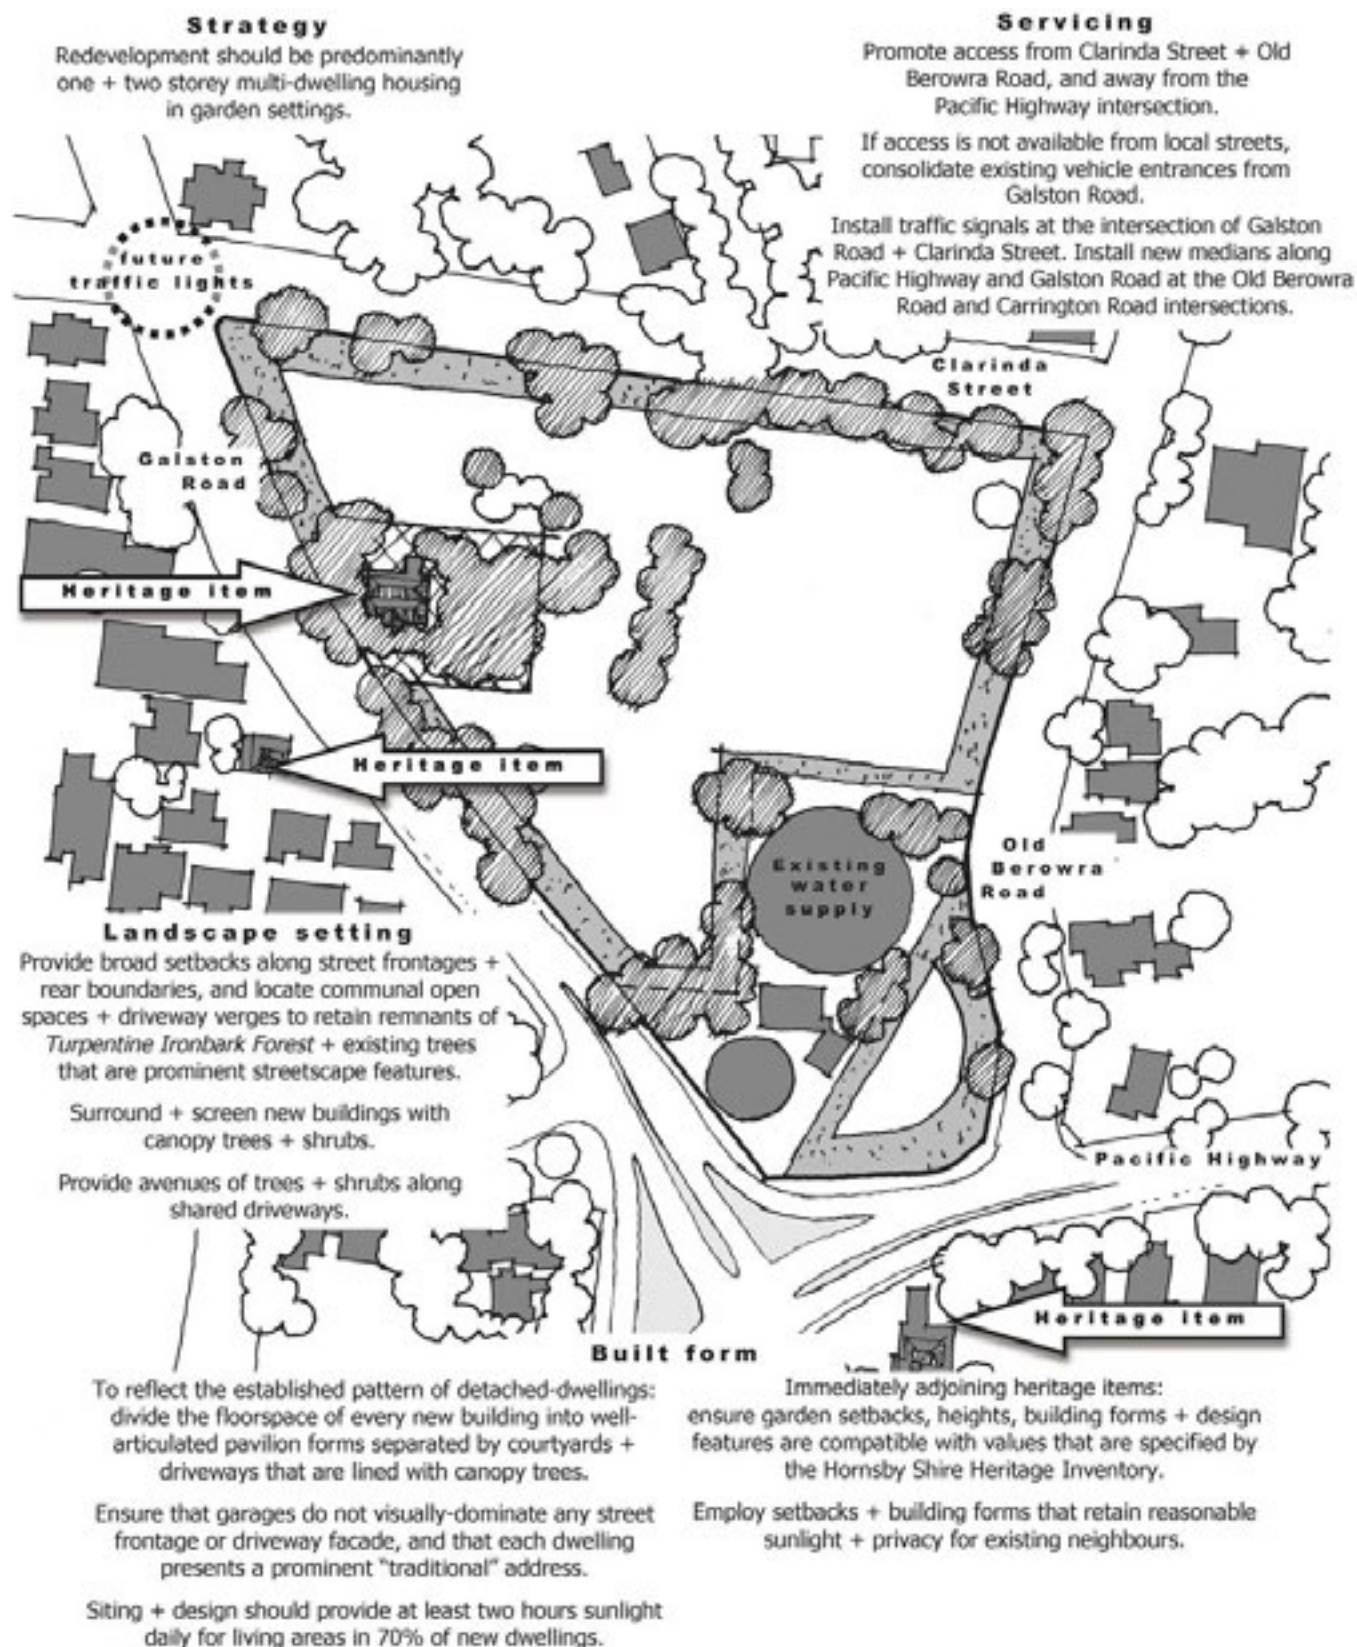 Strategy
Redevelopment should be predominantly
one + two storey multi-dwelling housing
in garden settings.
Servicing
Promote access from Clarinda Street + Old
Berowra Road, and away from the
Pacific Highway intersection.
If access is not available from local streets,
consolidate existing vehicle entrances from
Galston Road.
Install traffic signals at the intersection of Galston
Road + Clarinda Street. Install new medians along
Pacific Highway and Galston Road at the Old Berowra
Road and Carrington Road intersections.
future
traffic lights
Clarinda
Street
Galston
Road
Heritage item
Heritage item
Existing
water
supply
Old
Berowra
Road
Landscape setting
Provide broad setbacks along street frontages +
rear boundaries, and locate communal open
spaces + driveway verges to retain remnants of
Turpentine Ironbark Forest + existing trees
that are prominent streetscape features.
Surround + screen new buildings with
canopy trees + shrubs.
Provide avenues of trees + shrubs along
shared driveways.
Pacific Highway
Heritage item
Built form
To reflect the established pattern of detached-dwellings:
divide the floorspace of every new building into well-
articulated pavilion forms separated by courtyards +
driveways that are lined with canopy trees.
Ensure that garages do not visually-dominate any street
frontage or driveway facade, and that each dwelling
presents a prominent "traditional" address.
Siting + design should provide at least two hours sunlight
daily for living areas in 70% of new dwellings.
Immediately adjoining heritage items:
ensure garden setbacks, heights, building forms + design
features are compatible with values that are specified by
the Hornsby Shire Heritage Inventory.
Employ setbacks + building forms that retain reasonable
sunlight + privacy for existing neighbours.